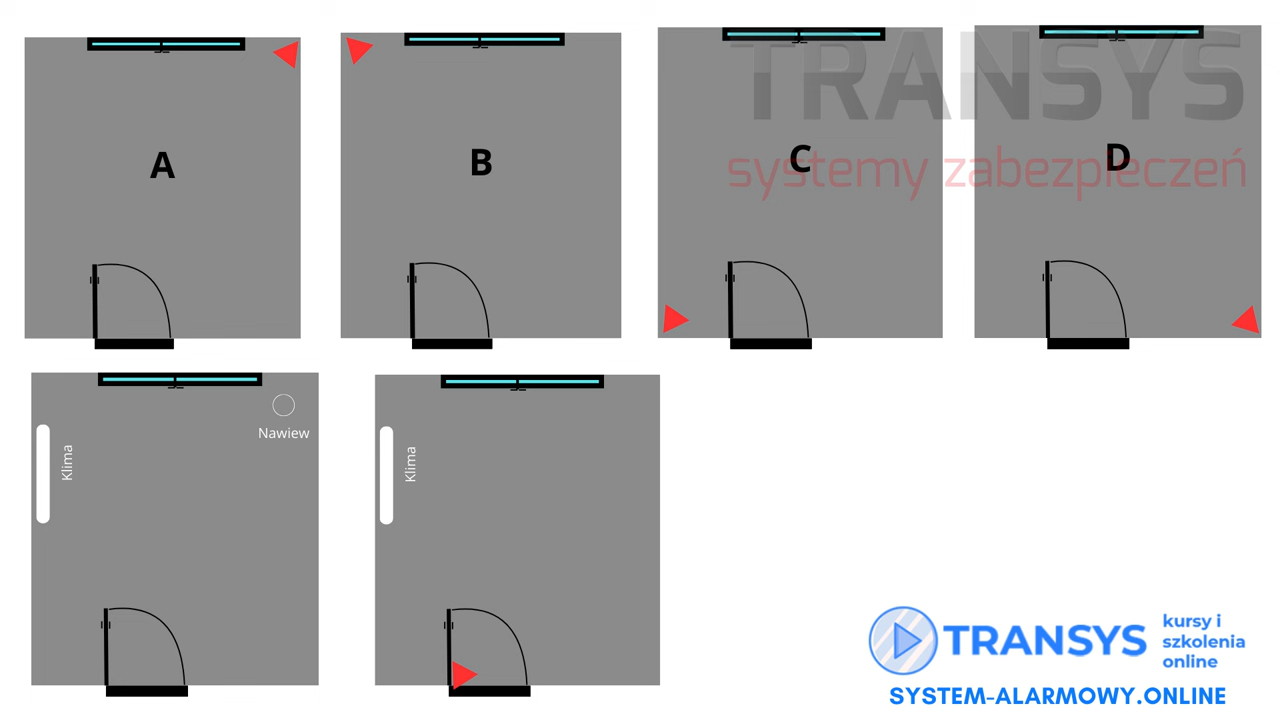 A
B
C
D
TRANSYS
systemy zabezpieczeń
Klima
Nawiew
Klima
TRANSYS
kursy i
szkolenia
online
SYSTEM-ALARMOWY.ONLINE